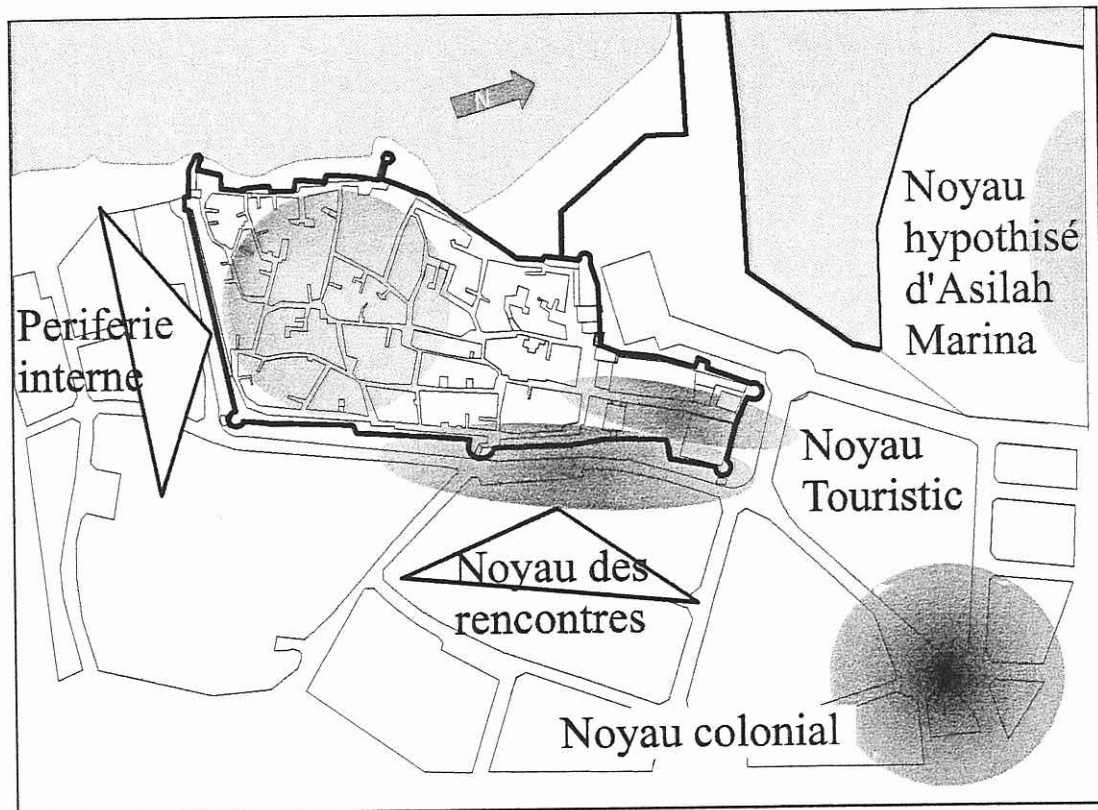 N
Noyau
hypothisé
d'Asilah
Marina
Periferie
interne
Noyau
Touristic
Noyau des
rencontres
Noyau colonial